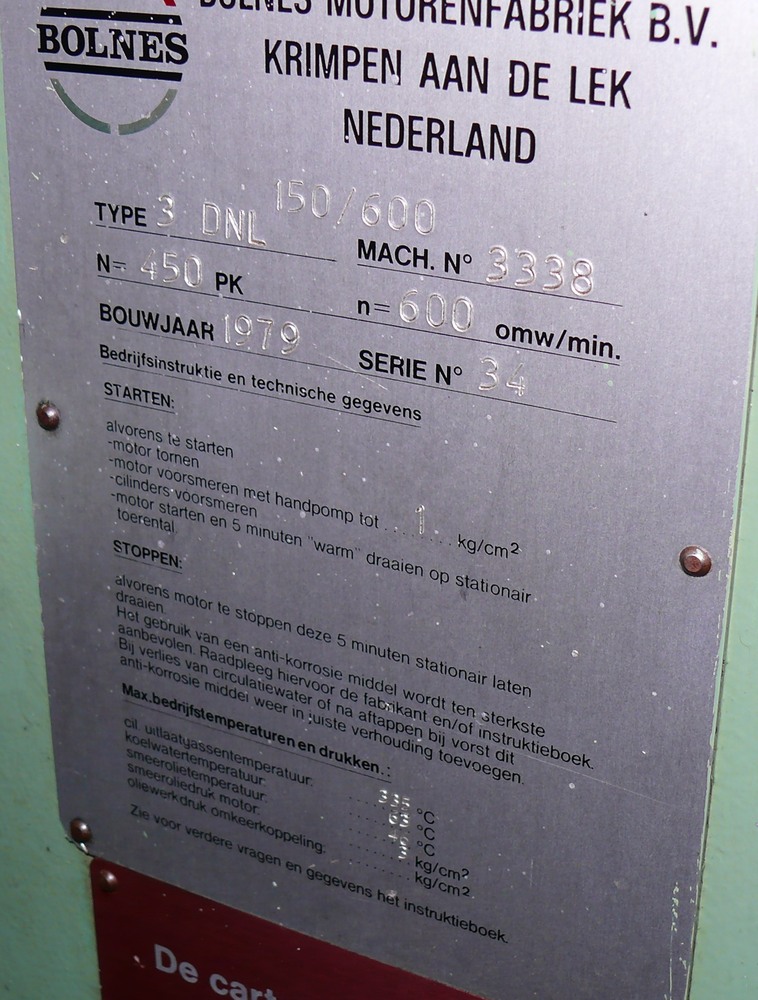 BOLNES
BOLNES MOTORENFABRIEK B.V.
KRIMPEN AAN DE LEK
NEDERLAND
TYPE 3 DNL 150/600
MACH. N° 3338
N= 450 PK
n= 600 omw/min.
BOUWJAAR 1979
SERIE N° 34
Bedrijfsinstruktie en technische gegevens
STARTEN:
alvorens te starten
-motor tornen
-motor voorsmeren met handpomp tot .... 1 ... kg/cm²
-cilinders voorsmeren
-motor starten en 5 minuten "warm" draaien op stationair
toerental.
STOPPEN:
alvorens motor te stoppen deze 5 minuten stationair laten
draaien.
Het gebruik van een anti-korrosie middel wordt ten sterkste
aanbevolen. Raadpleeg hiervoor de fabrikant en/of instruktieboek.
Bij verlies van circulatiewater of na aftappen bij vorst dit
anti-korrosie middel weer in juiste verhouding toevoegen.
Max.bedrijfstemperaturen en drukken.:
cil. uitlaatgassentemperatuur: ....... °C
koelwatertemperatuur: ....... °C
smeerolietemperatuur: ....... °C
smeeroliedruk motor: ....... kg/cm²
oliewerkdruk omkeerkoppeling: ....... kg/cm²
Zie voor verdere vragen en gegevens het instruktieboek.
De cart